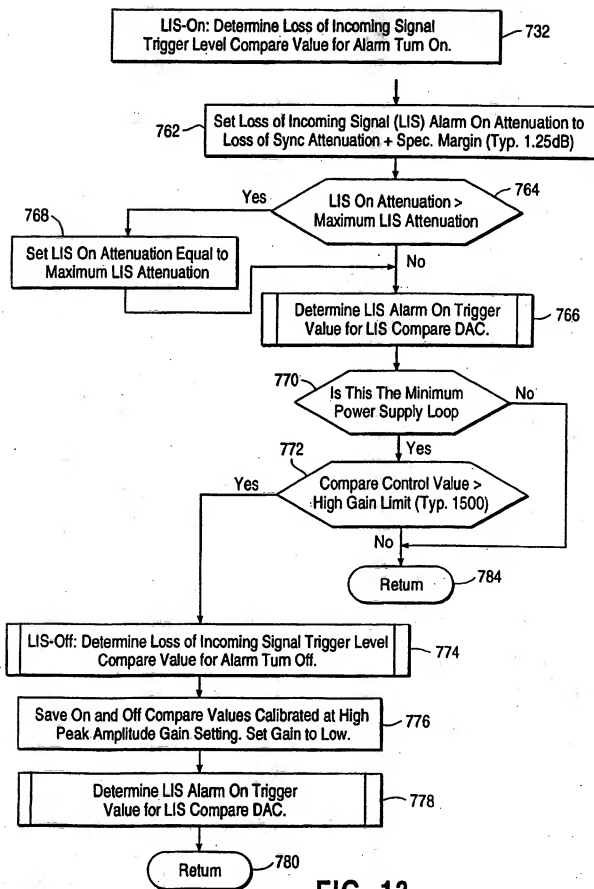 LIS-On: Determine Loss of Incoming Signal
Trigger Level Compare Value for Alarm Turn On.
732
762
Set Loss of Incoming Signal (LIS) Alarm On Attenuation to
Loss of Sync Attenuation + Spec. Margin (Typ. 1.25dB)
764
LIS On Attenuation >
Maximum LIS Attenuation
Yes
768
Set LIS On Attenuation Equal to
Maximum LIS Attenuation
No
Determine LIS Alarm On Trigger
Value for LIS Compare DAC.
766
770
Is This The Minimum
Power Supply Loop
No
Yes
772
Compare Control Value >
High Gain Limit (Typ. 1500)
Yes
No
Return
784
LIS-Off: Determine Loss of Incoming Signal Trigger Level
Compare Value for Alarm Turn Off.
774
Save On and Off Compare Values Calibrated at High
Peak Amplitude Gain Setting. Set Gain to Low.
776
Determine LIS Alarm On Trigger
Value for LIS Compare DAC.
778
Return
780